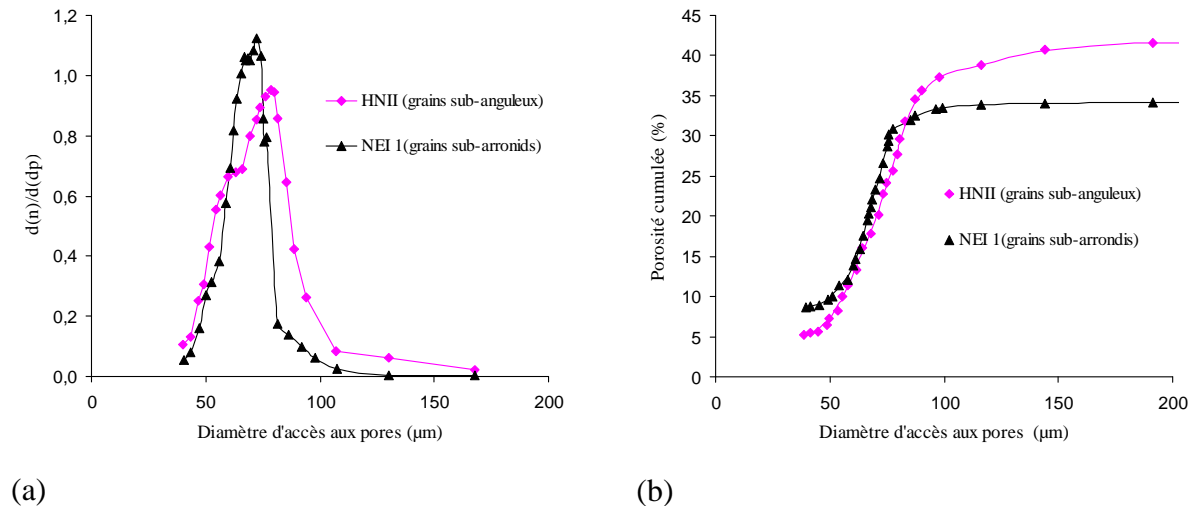 1,2
1,0
0,8
0,6
0,4
0,2
0,0
d(n)/d(dp)
HNII (grains sub-anguleux)
NEI 1(grains sub-arronids)
0
50
100
150
200
Diamètre d'accès aux pores (µm)
(a)
45
40
35
30
25
20
15
10
5
0
Porosité cumulée (%)
HNII (grains sub-anguleux)
NEI 1(grains sub-arrondis)
0
50
100
150
200
Diamètre d'accès aux pores (µm)
(b)